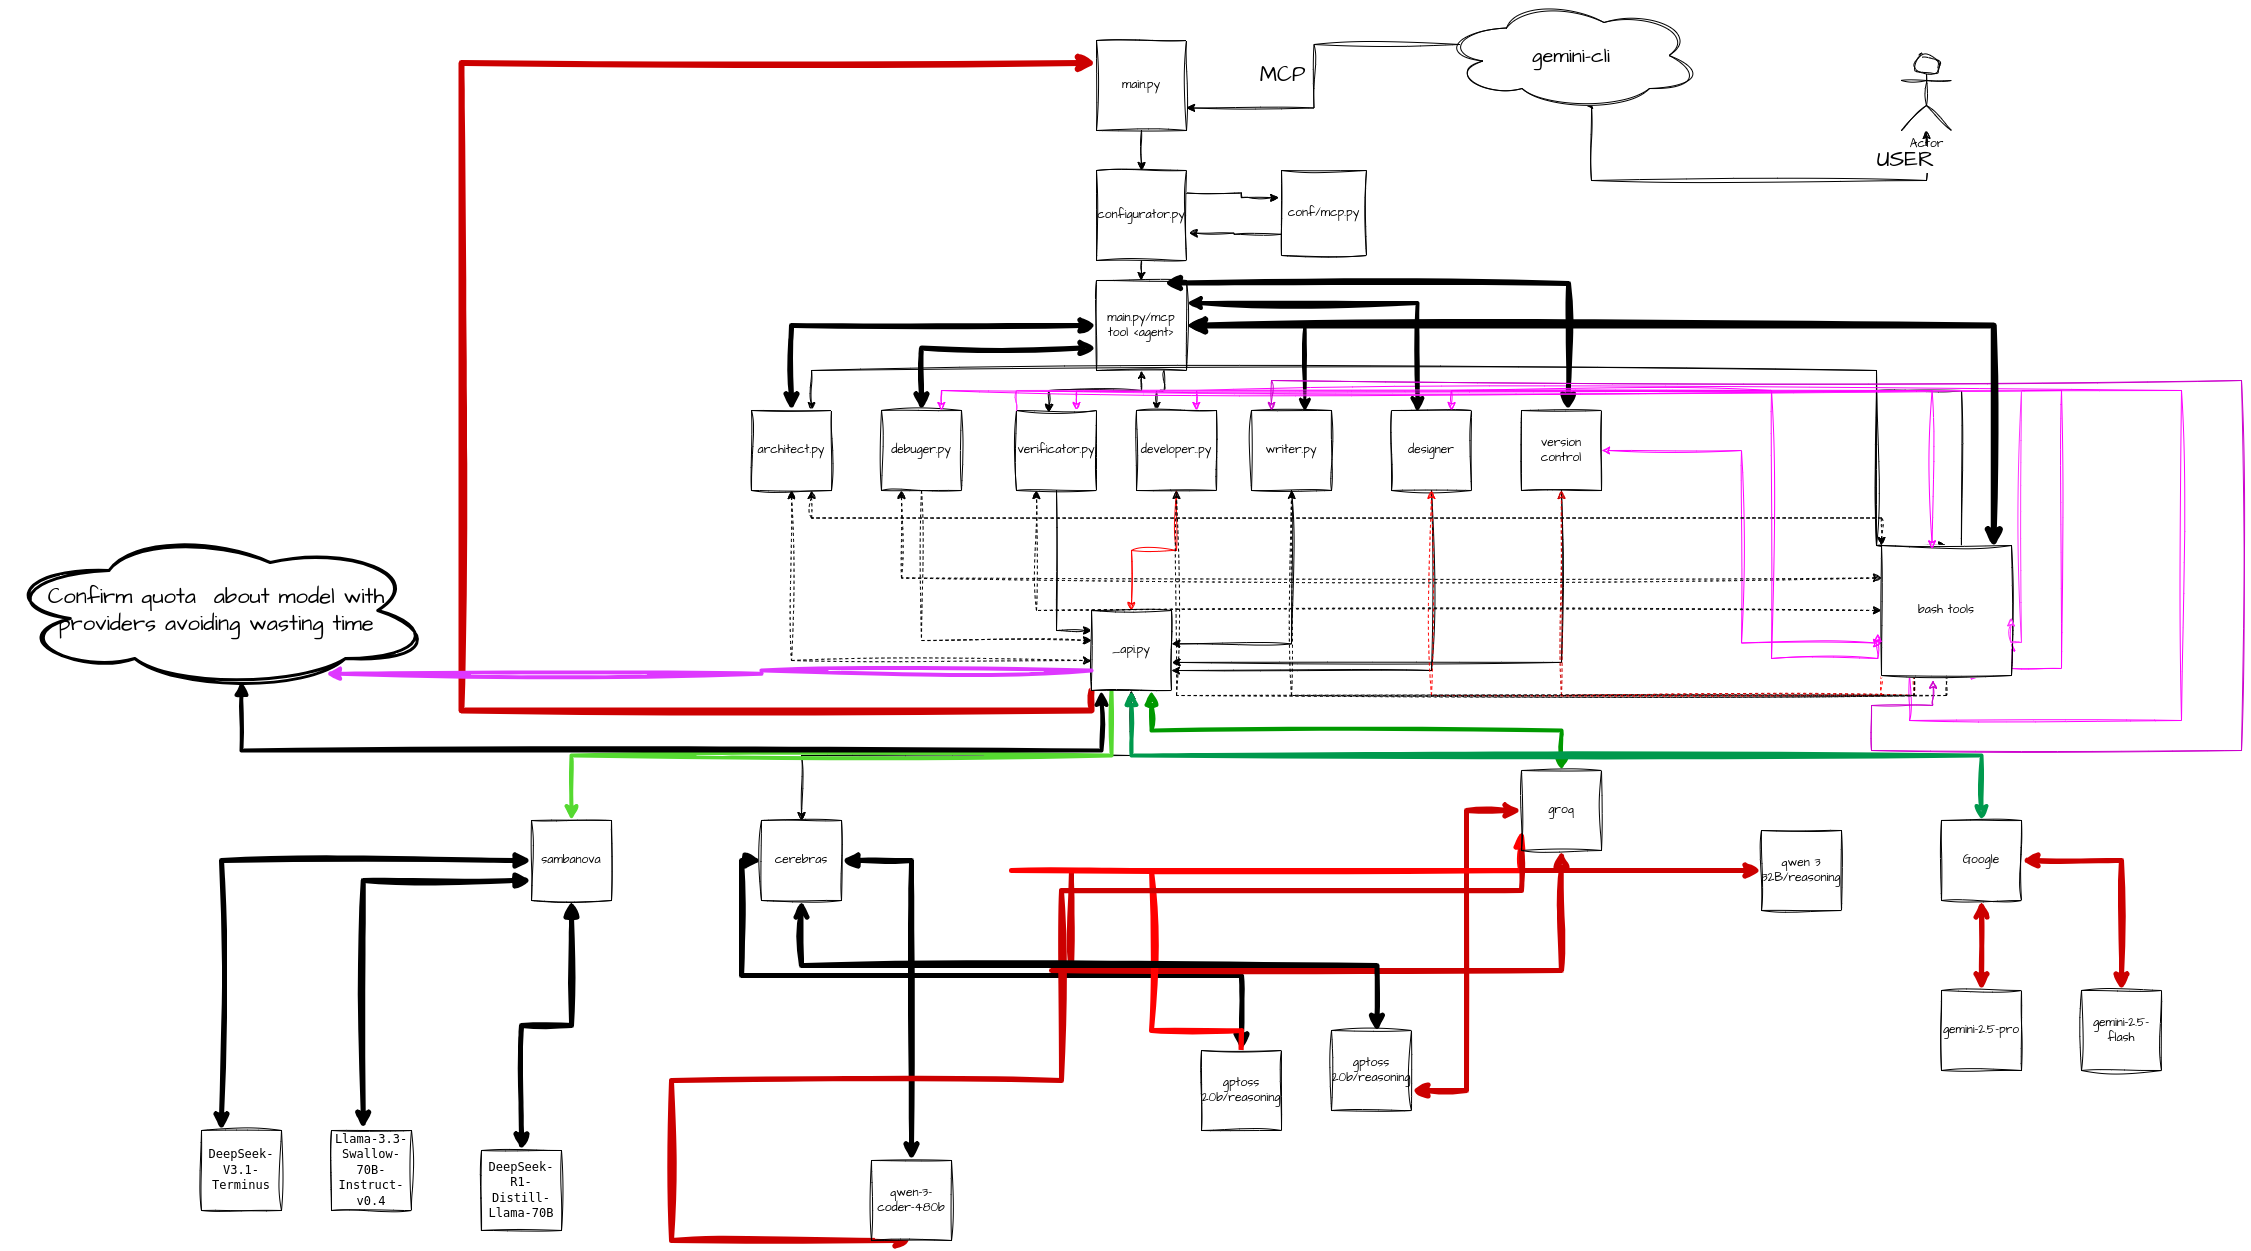 gemini-cli
MCP
main.py
Actor
USER
configurator.py
conf/mcp.py
main.py/mcp
tool <agent>
architect.py
debuger.py
verificator.py
developer.py
writer.py
designer
version
control
Confirm quota  about model with
providers avoiding wasting time
bash tools
_api.py
groq
sambanova
cerebras
qwen 3
32B/reasoning
Google
gemini-2.5-pro
gemini-2.5-
flash
gptoss
20b/reasoning
gptoss
20b/reasoning
DeepSeek-
V3.1-
Terminus
Llama-3.3-
Swallow-
70B-
Instruct-
v0.4
DeepSeek-
R1-
Distill-
Llama-70B
qwen-3-
coder-480b